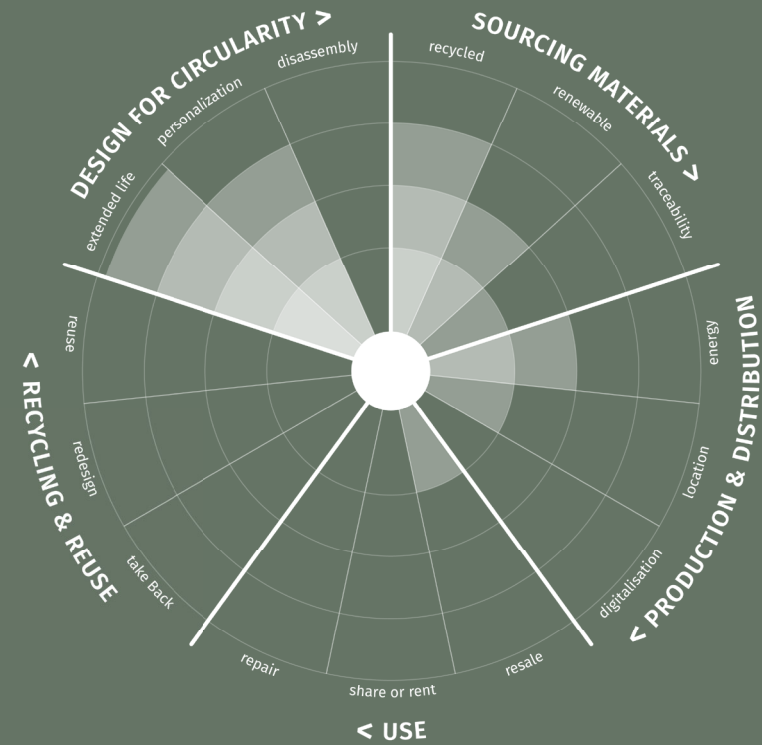 DESIGN FOR CIRCULARITY >
disassembly
personalization
extended life
SOURCING MATERIALS >
recycled
renewable
traceability
< PRODUCTION & DISTRIBUTION
energy
location
digitalisation
< USE
resale
share or rent
repair
< RECYCLING & REUSE
take Back
redesign
reuse